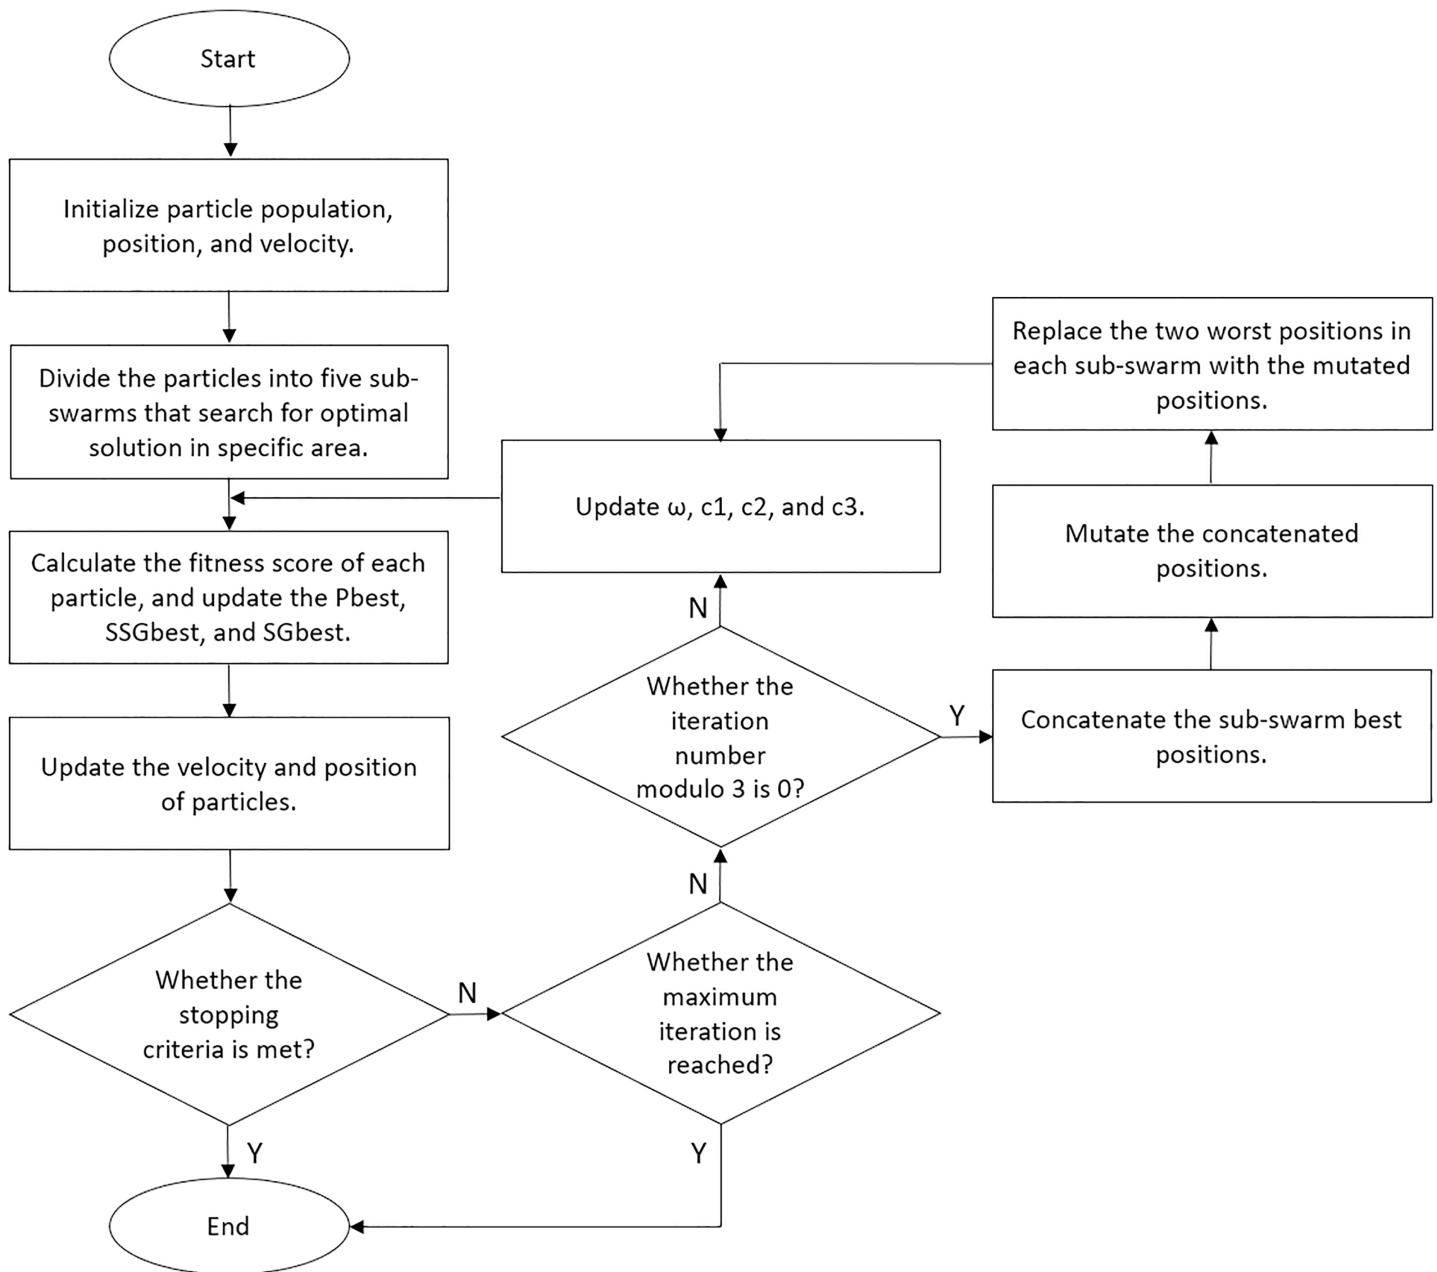 Start
Initialize particle population,
position, and velocity.
Divide the particles into five sub-
swarms that search for optimal
solution in specific area.
Calculate the fitness score of each
particle, and update the Pbest,
SSGbest, and SGbest.
Update the velocity and position
of particles.
Whether the
stopping
criteria is met?
N
Y
End
Whether the
maximum
iteration is
reached?
Y
N
Whether the
iteration
number
modulo 3 is 0?
N
Y
Update ω, c1, c2, and c3.
Concatenate the sub-swarm best
positions.
Mutate the concatenated
positions.
Replace the two worst positions in
each sub-swarm with the mutated
positions.